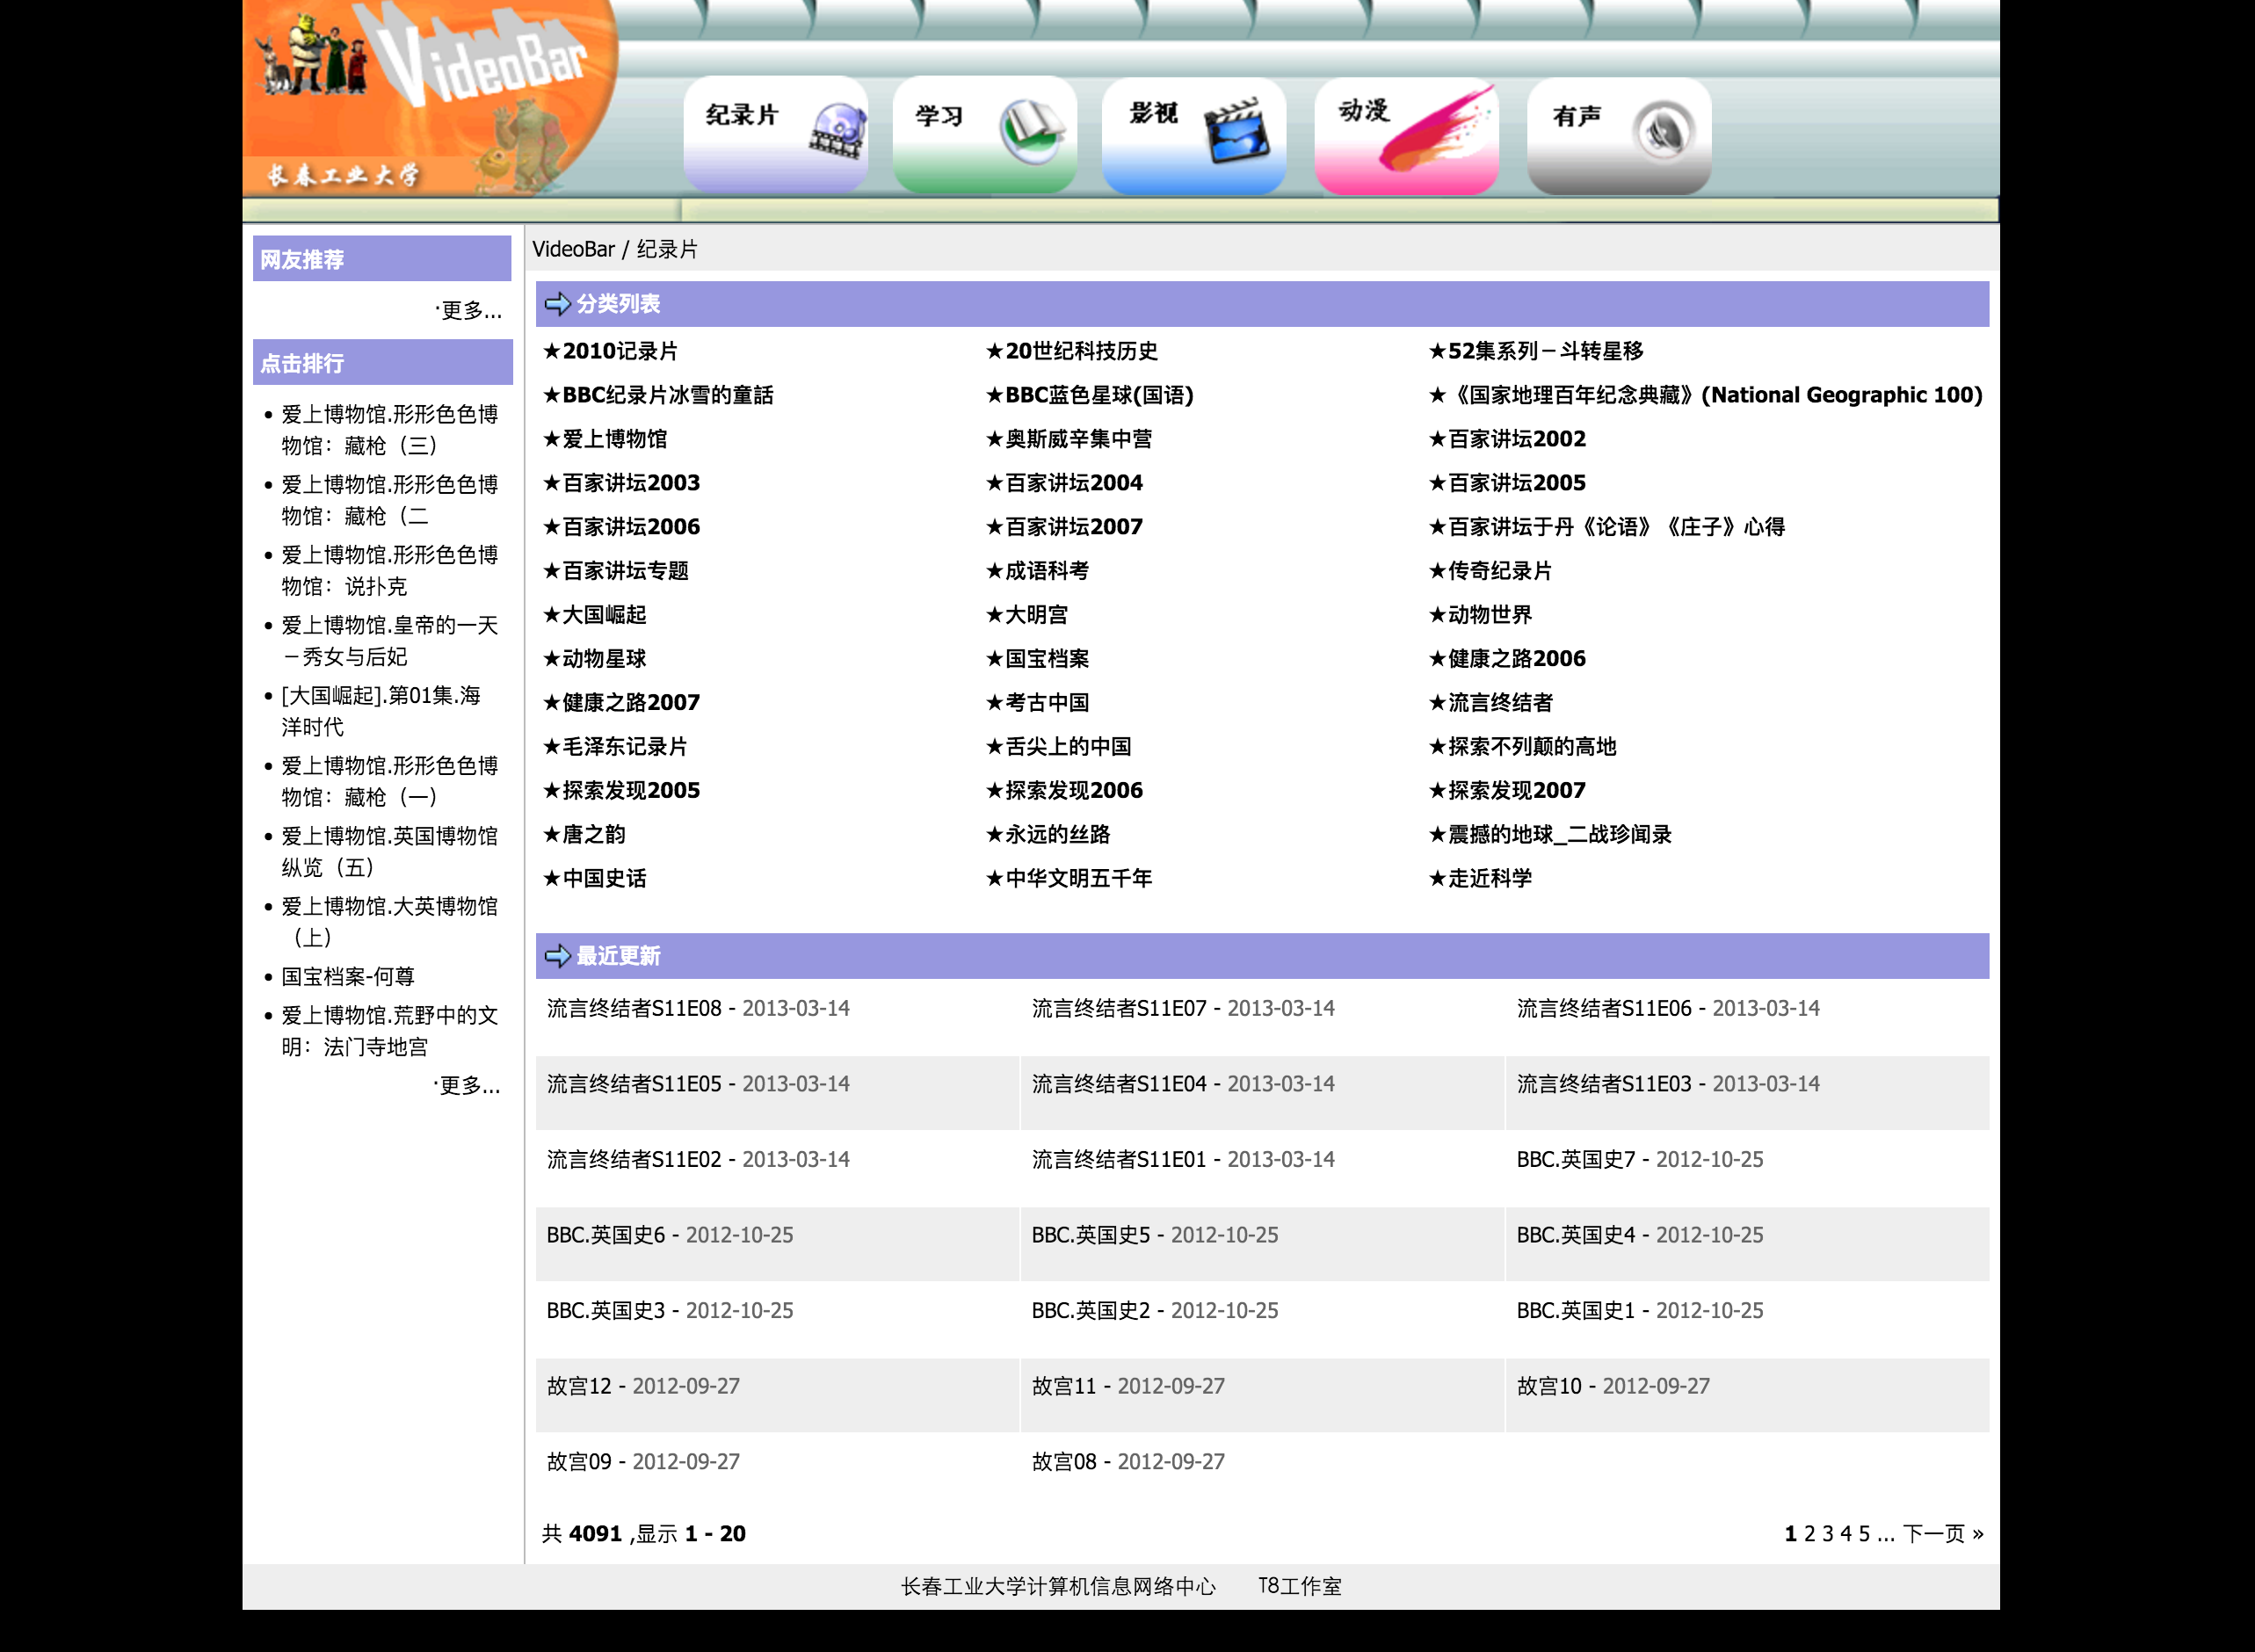 VideoBar
长春工业大学
纪录片 学习 影视 动漫 有声
网友推荐
·更多...
点击排行
• 爱上博物馆.形形色色博
物馆：藏枪（三）
• 爱上博物馆.形形色色博
物馆：藏枪（二
• 爱上博物馆.形形色色博
物馆：说扑克
• 爱上博物馆.皇帝的一天
－秀女与后妃
• [大国崛起].第01集.海
洋时代
• 爱上博物馆.形形色色博
物馆：藏枪（一）
• 爱上博物馆.英国博物馆
纵览（五）
• 爱上博物馆.大英博物馆
（上）
• 国宝档案-何尊
• 爱上博物馆.荒野中的文
明：法门寺地宫
·更多...
VideoBar / 纪录片
分类列表
★2010记录片 ★20世纪科技历史 ★52集系列－斗转星移
★BBC纪录片冰雪的童話 ★BBC蓝色星球(国语) ★《国家地理百年纪念典藏》(National Geographic 100)
★爱上博物馆 ★奥斯威辛集中营 ★百家讲坛2002
★百家讲坛2003 ★百家讲坛2004 ★百家讲坛2005
★百家讲坛2006 ★百家讲坛2007 ★百家讲坛于丹《论语》《庄子》心得
★百家讲坛专题 ★成语科考 ★传奇纪录片
★大国崛起 ★大明宫 ★动物世界
★动物星球 ★国宝档案 ★健康之路2006
★健康之路2007 ★考古中国 ★流言终结者
★毛泽东记录片 ★舌尖上的中国 ★探索不列颠的高地
★探索发现2005 ★探索发现2006 ★探索发现2007
★唐之韵 ★永远的丝路 ★震撼的地球_二战珍闻录
★中国史话 ★中华文明五千年 ★走近科学
最近更新
流言终结者S11E08 - 2013-03-14 流言终结者S11E07 - 2013-03-14 流言终结者S11E06 - 2013-03-14
流言终结者S11E05 - 2013-03-14 流言终结者S11E04 - 2013-03-14 流言终结者S11E03 - 2013-03-14
流言终结者S11E02 - 2013-03-14 流言终结者S11E01 - 2013-03-14 BBC.英国史7 - 2012-10-25
BBC.英国史6 - 2012-10-25 BBC.英国史5 - 2012-10-25 BBC.英国史4 - 2012-10-25
BBC.英国史3 - 2012-10-25 BBC.英国史2 - 2012-10-25 BBC.英国史1 - 2012-10-25
故宫12 - 2012-09-27 故宫11 - 2012-09-27 故宫10 - 2012-09-27
故宫09 - 2012-09-27 故宫08 - 2012-09-27
共 4091 ,显示 1 - 20 1 2 3 4 5 ... 下一页 »
长春工业大学计算机信息网络中心 T8工作室